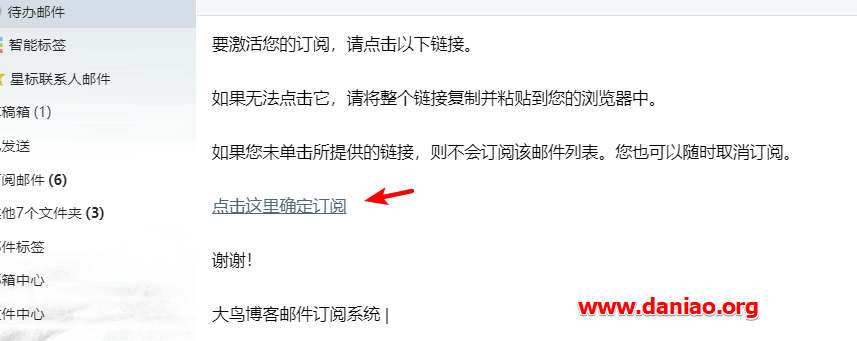 待办邮件
智能标签
星标联系人邮件
稿箱 (1)
发送
阅邮件 (6)
他7个文件夹 (3)
件标签
箱中心
件中心
要激活您的订阅，请点击以下链接。
如果无法点击它，请将整个链接复制并粘贴到您的浏览器中。
如果您未单击所提供的链接，则不会订阅该邮件列表。您也可以随时取消订阅。
点击这里确定订阅
谢谢！
大鸟博客邮件订阅系统 |
www.daniao.org